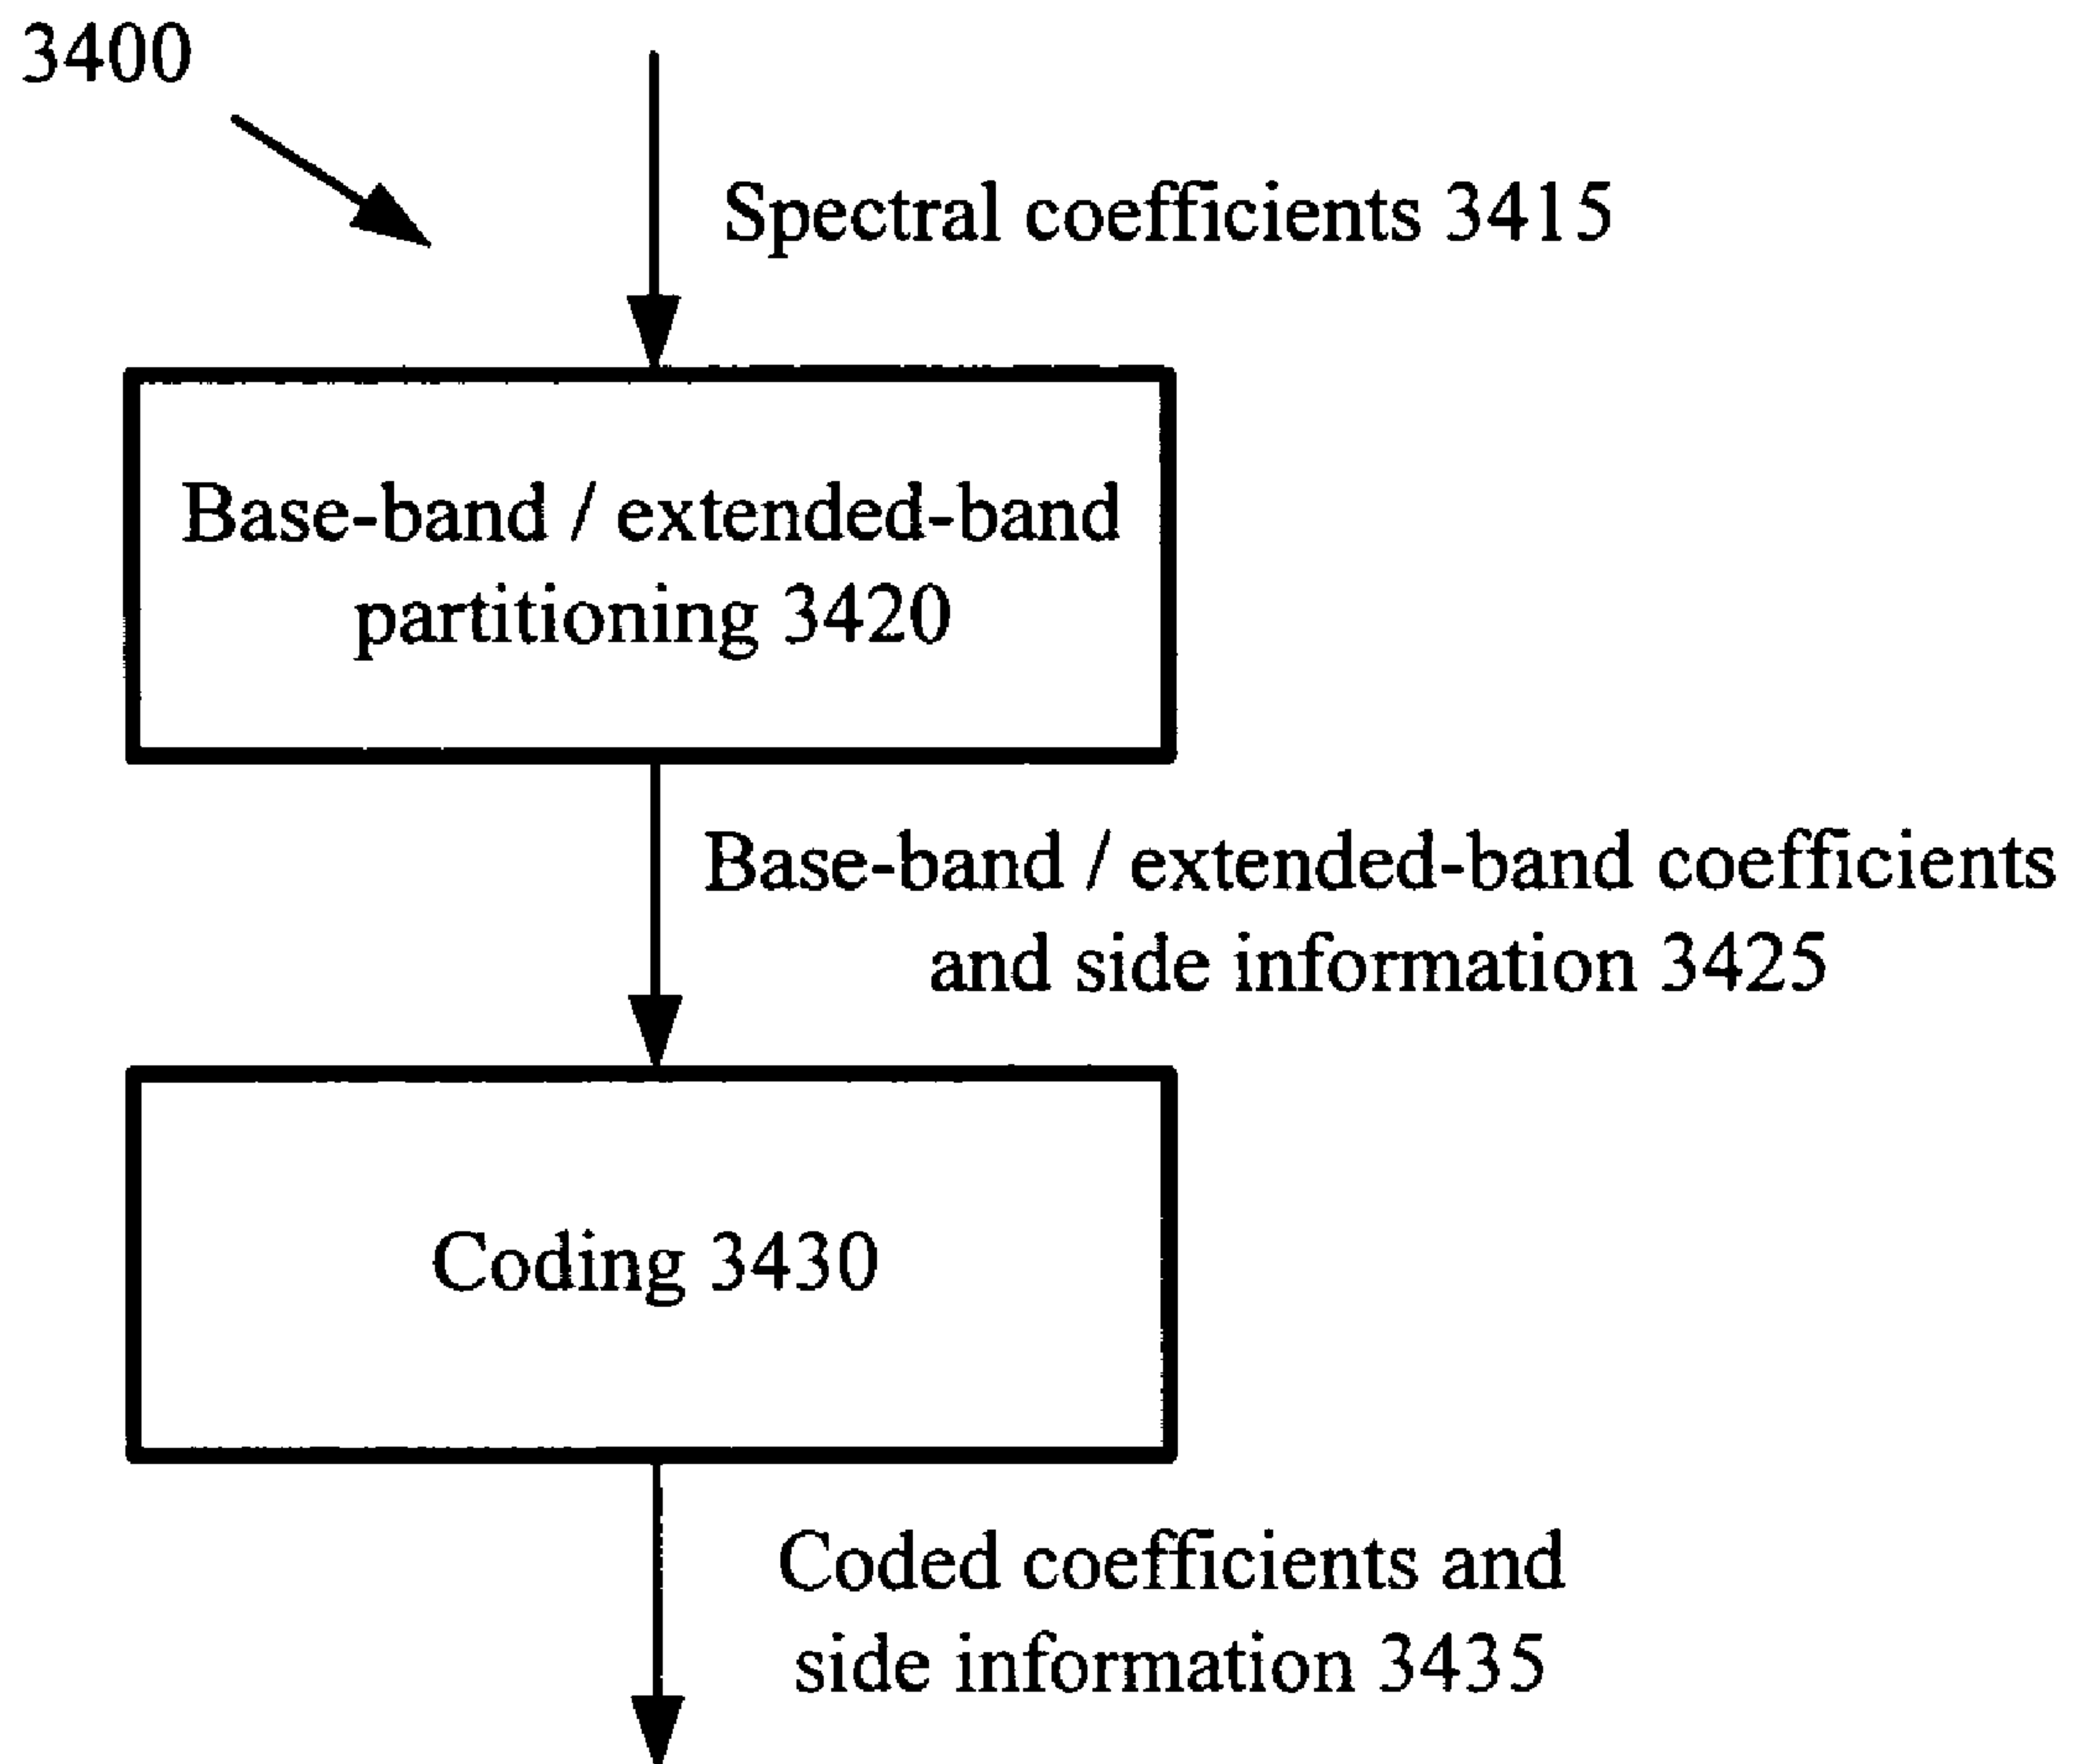 3400
Spectral coefficients 3415
Base-band / extended-band
partitioning 3420
Base-band / extended-band coefficients
and side information 3425
Coding 3430
Coded coefficients and
side information 3435